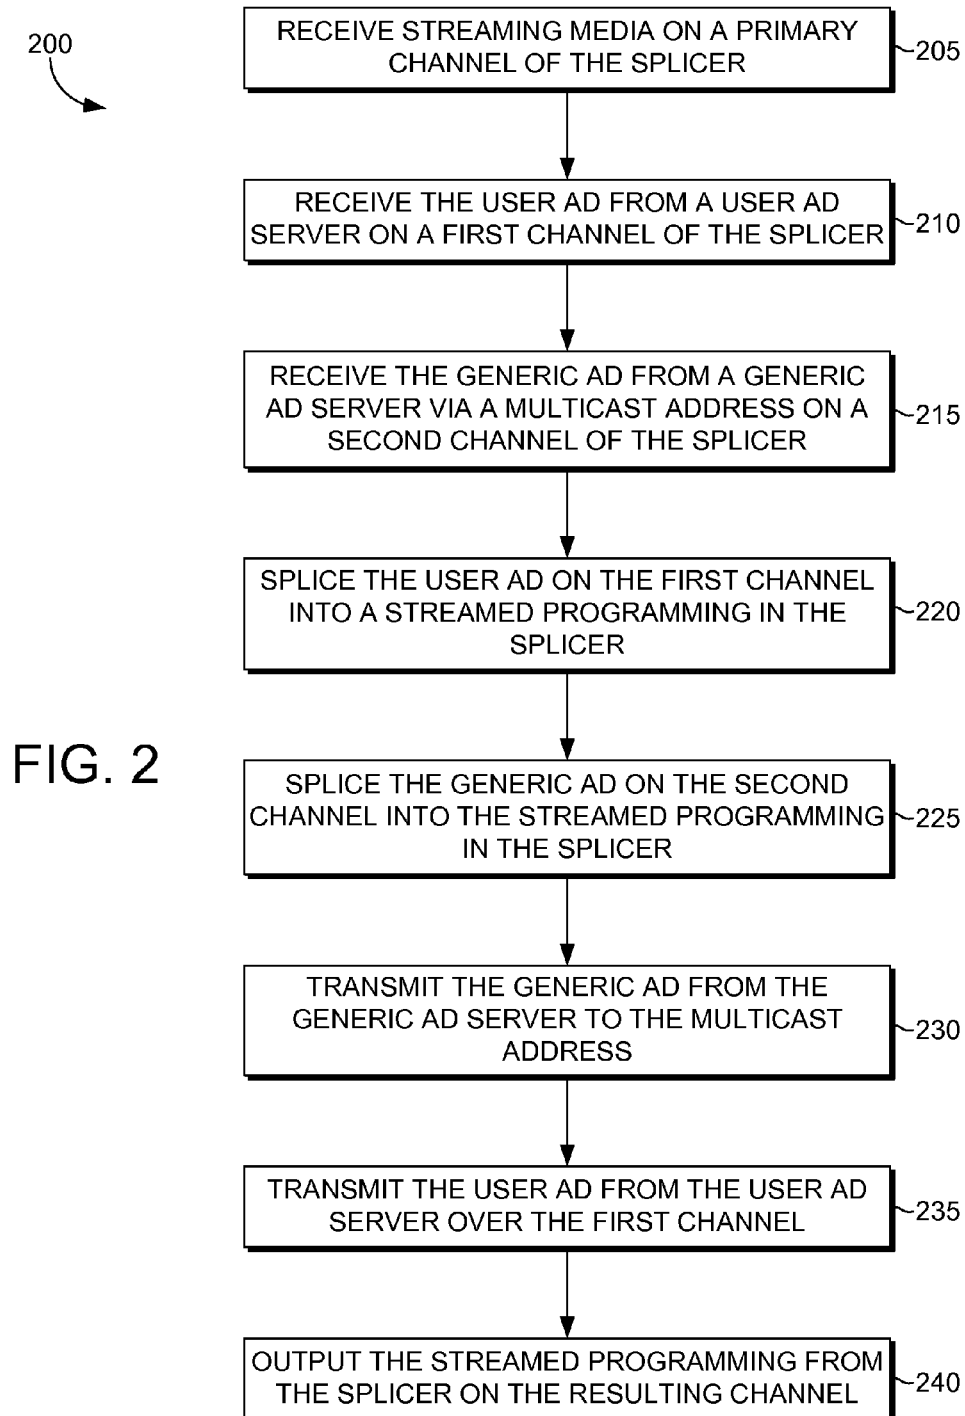 200
RECEIVE STREAMING MEDIA ON A PRIMARY
CHANNEL OF THE SPLICER
205
RECEIVE THE USER AD FROM A USER AD
SERVER ON A FIRST CHANNEL OF THE SPLICER
210
RECEIVE THE GENERIC AD FROM A GENERIC
AD SERVER VIA A MULTICAST ADDRESS ON A
SECOND CHANNEL OF THE SPLICER
215
SPLICE THE USER AD ON THE FIRST CHANNEL
INTO A STREAMED PROGRAMMING IN THE
SPLICER
220
FIG. 2
SPLICE THE GENERIC AD ON THE SECOND
CHANNEL INTO THE STREAMED PROGRAMMING
IN THE SPLICER
225
TRANSMIT THE GENERIC AD FROM THE
GENERIC AD SERVER TO THE MULTICAST
ADDRESS
230
TRANSMIT THE USER AD FROM THE USER AD
SERVER OVER THE FIRST CHANNEL
235
OUTPUT THE STREAMED PROGRAMMING FROM
THE SPLICER ON THE RESULTING CHANNEL
240